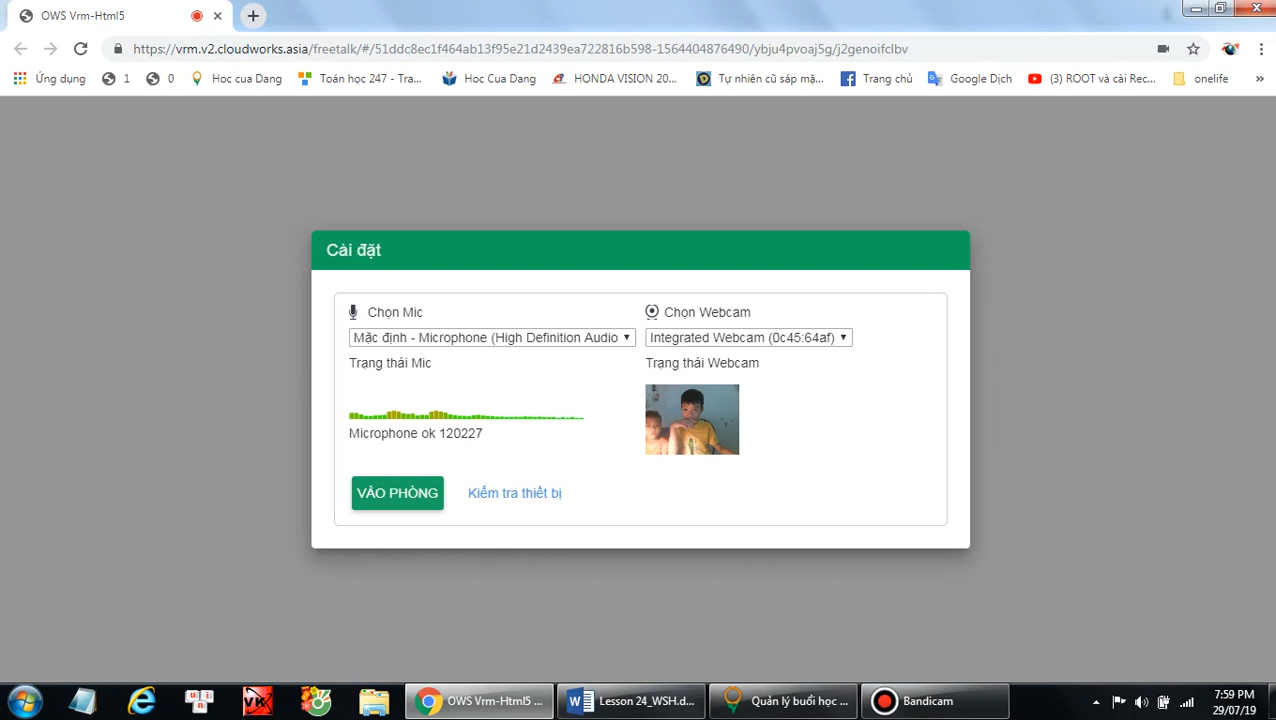 OWS Vrm-Html5
https://vrm.v2.cloudworks.asia/freetalk/#/51ddc8ec1f464ab13f95e21d2439ea722816b598-1564404876490/ybju4pvoaj5g/j2genoifclbv
Ứng dụng 1 0 Hoc cua Dang Toán học 247 - Tra... Học Cua Dang HONDA VISION 20... Tự nhiên cũ sáp mặ... Trang chủ Google Dịch (3) ROOT và cài Rec... onelife »
Cài đặt
Chọn Mic Chọn Webcam
Mặc định - Microphone (High Definition Audio Integrated Webcam (0c45:64af)
Trạng thái Mic Trạng thái Webcam
Microphone ok 120227
VÀO PHÒNG Kiểm tra thiết bị
OWS Vrm-Html5 ... Lesson 24_WSH.d... Quản lý buổi học ... Bandicam
7:59 PM
29/07/19